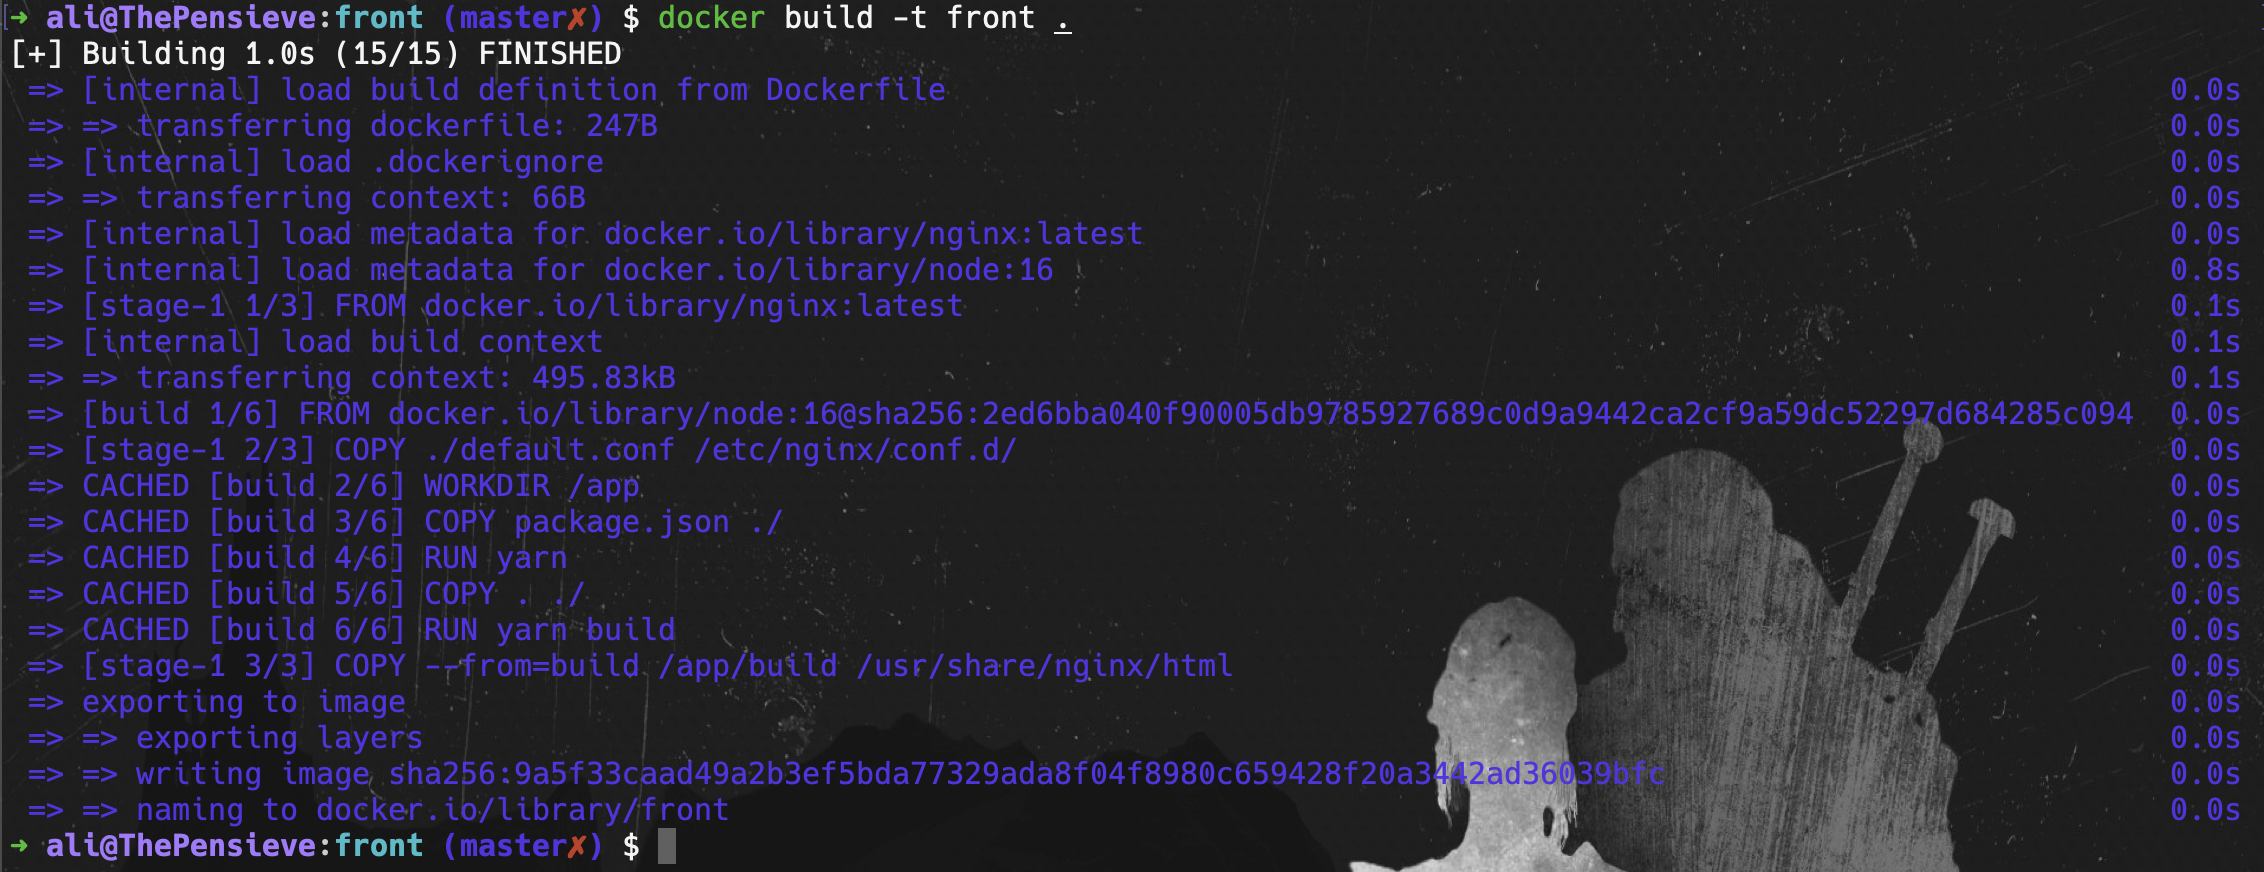 ➜ ali@ThePensieve:front (master✗) $ docker build -t front .
[+] Building 1.0s (15/15) FINISHED
=> [internal] load build definition from Dockerfile 0.0s
=> => transferring dockerfile: 247B 0.0s
=> [internal] load .dockerignore 0.0s
=> => transferring context: 66B 0.0s
=> [internal] load metadata for docker.io/library/nginx:latest 0.0s
=> [internal] load metadata for docker.io/library/node:16 0.8s
=> [stage-1 1/3] FROM docker.io/library/nginx:latest 0.1s
=> [internal] load build context 0.1s
=> => transferring context: 495.83kB 0.1s
=> [build 1/6] FROM docker.io/library/node:16@sha256:2ed6bba040f90005db9785927689c0d9a9442ca2cf9a59dc52297d684285c094 0.0s
=> [stage-1 2/3] COPY ./default.conf /etc/nginx/conf.d/ 0.0s
=> CACHED [build 2/6] WORKDIR /app 0.0s
=> CACHED [build 3/6] COPY package.json ./ 0.0s
=> CACHED [build 4/6] RUN yarn 0.0s
=> CACHED [build 5/6] COPY . ./ 0.0s
=> CACHED [build 6/6] RUN yarn build 0.0s
=> [stage-1 3/3] COPY --from=build /app/build /usr/share/nginx/html 0.0s
=> exporting to image 0.0s
=> => exporting layers 0.0s
=> => writing image sha256:9a5f33caad49a2b3ef5bda77329ada8f04f8980c659428f20a3442ad36039bfc 0.0s
=> => naming to docker.io/library/front 0.0s
➜ ali@ThePensieve:front (master✗) $